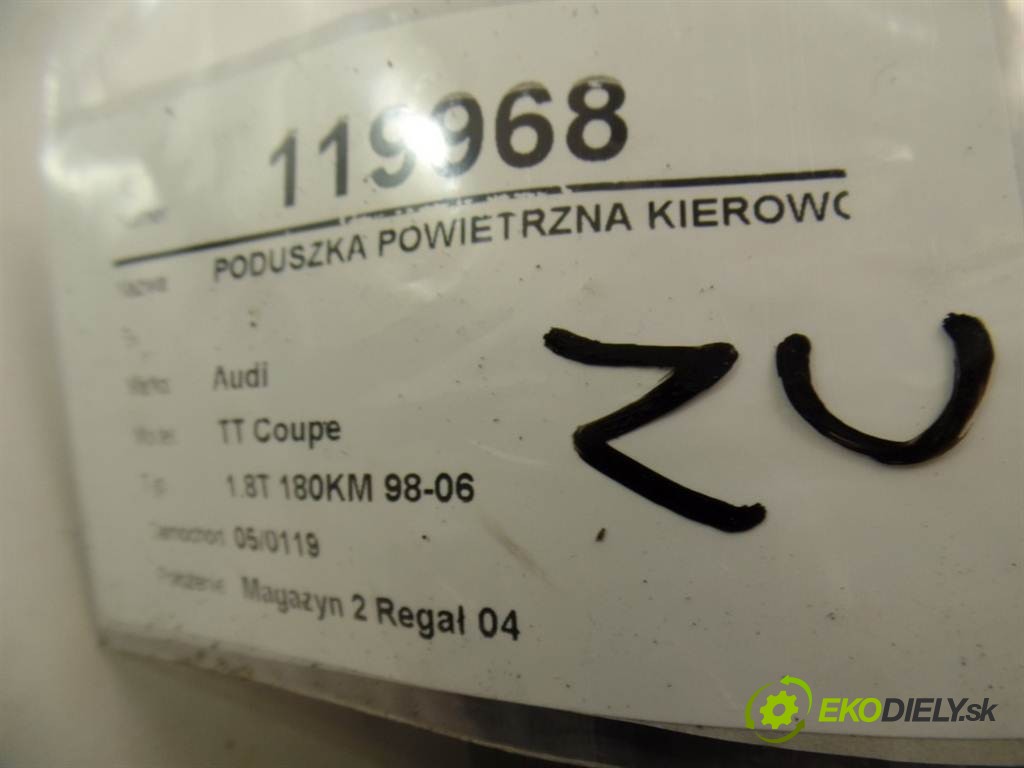 119968
PODUSZKA POWIETRZNA KIEROWC
Audi
TT Coupe
1.8T 180KM 98-06
Samochód 05/0119
Magazyn 2 Regał 04
ZU
EKODIELY.sk